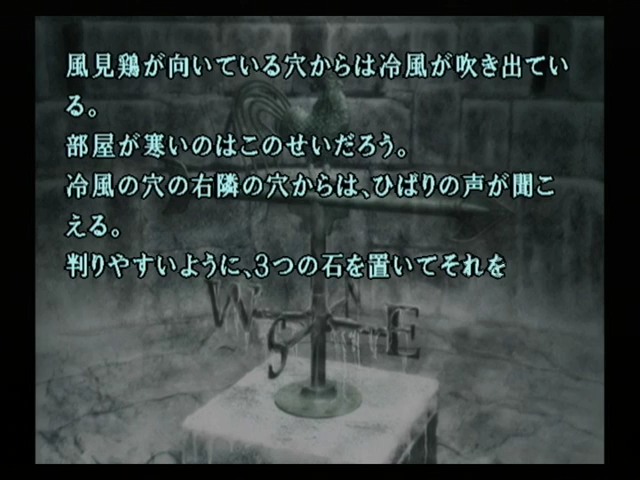 風見鶏が向いている穴からは冷風が吹き出てい
る。
部屋が寒いのはこのせいだろう。
冷風の穴の右隣の穴からは、ひばりの声が聞こ
える。
判りやすいように、3つの石を置いてそれを
W
N
S
E